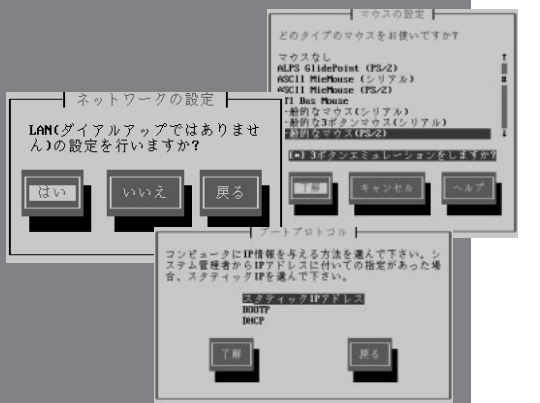 マウスの設定
どのタイプのマウスをお使いですか?
マウスなし
ALPS GlidePoint (PS/2)
ASCII MieMouse (シリアル)
ASCII MieMouse (PS/2)
TI Bus Mouse
一般的なマウス(シリアル)
一般的な3ボタンマウス(シリアル)
一般的なマウス(PS/2)
[*] 3ボタンエミュレーションをしますか?
了解
キャンセル
ヘルプ
ネットワークの設定
LAN(ダイアルアップではありませ
ん)の設定を行いますか?
はい
いいえ
戻る
ブートプロトコル
コンピュータにIP情報を与える方法を選んで下さい。シ
ステム管理者からIPアドレスに付いての指定があった場
合、スタティックIPを選んで下さい。
スタティックIPアドレス
BOOTP
DHCP
了解
戻る